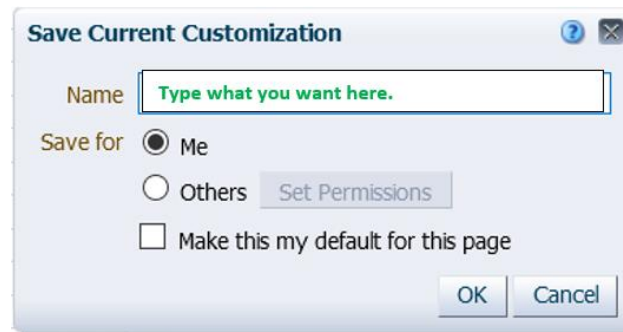 Save Current Customization
Name Type what you want here.
Save for Me
Others Set Permissions
Make this my default for this page
OK Cancel